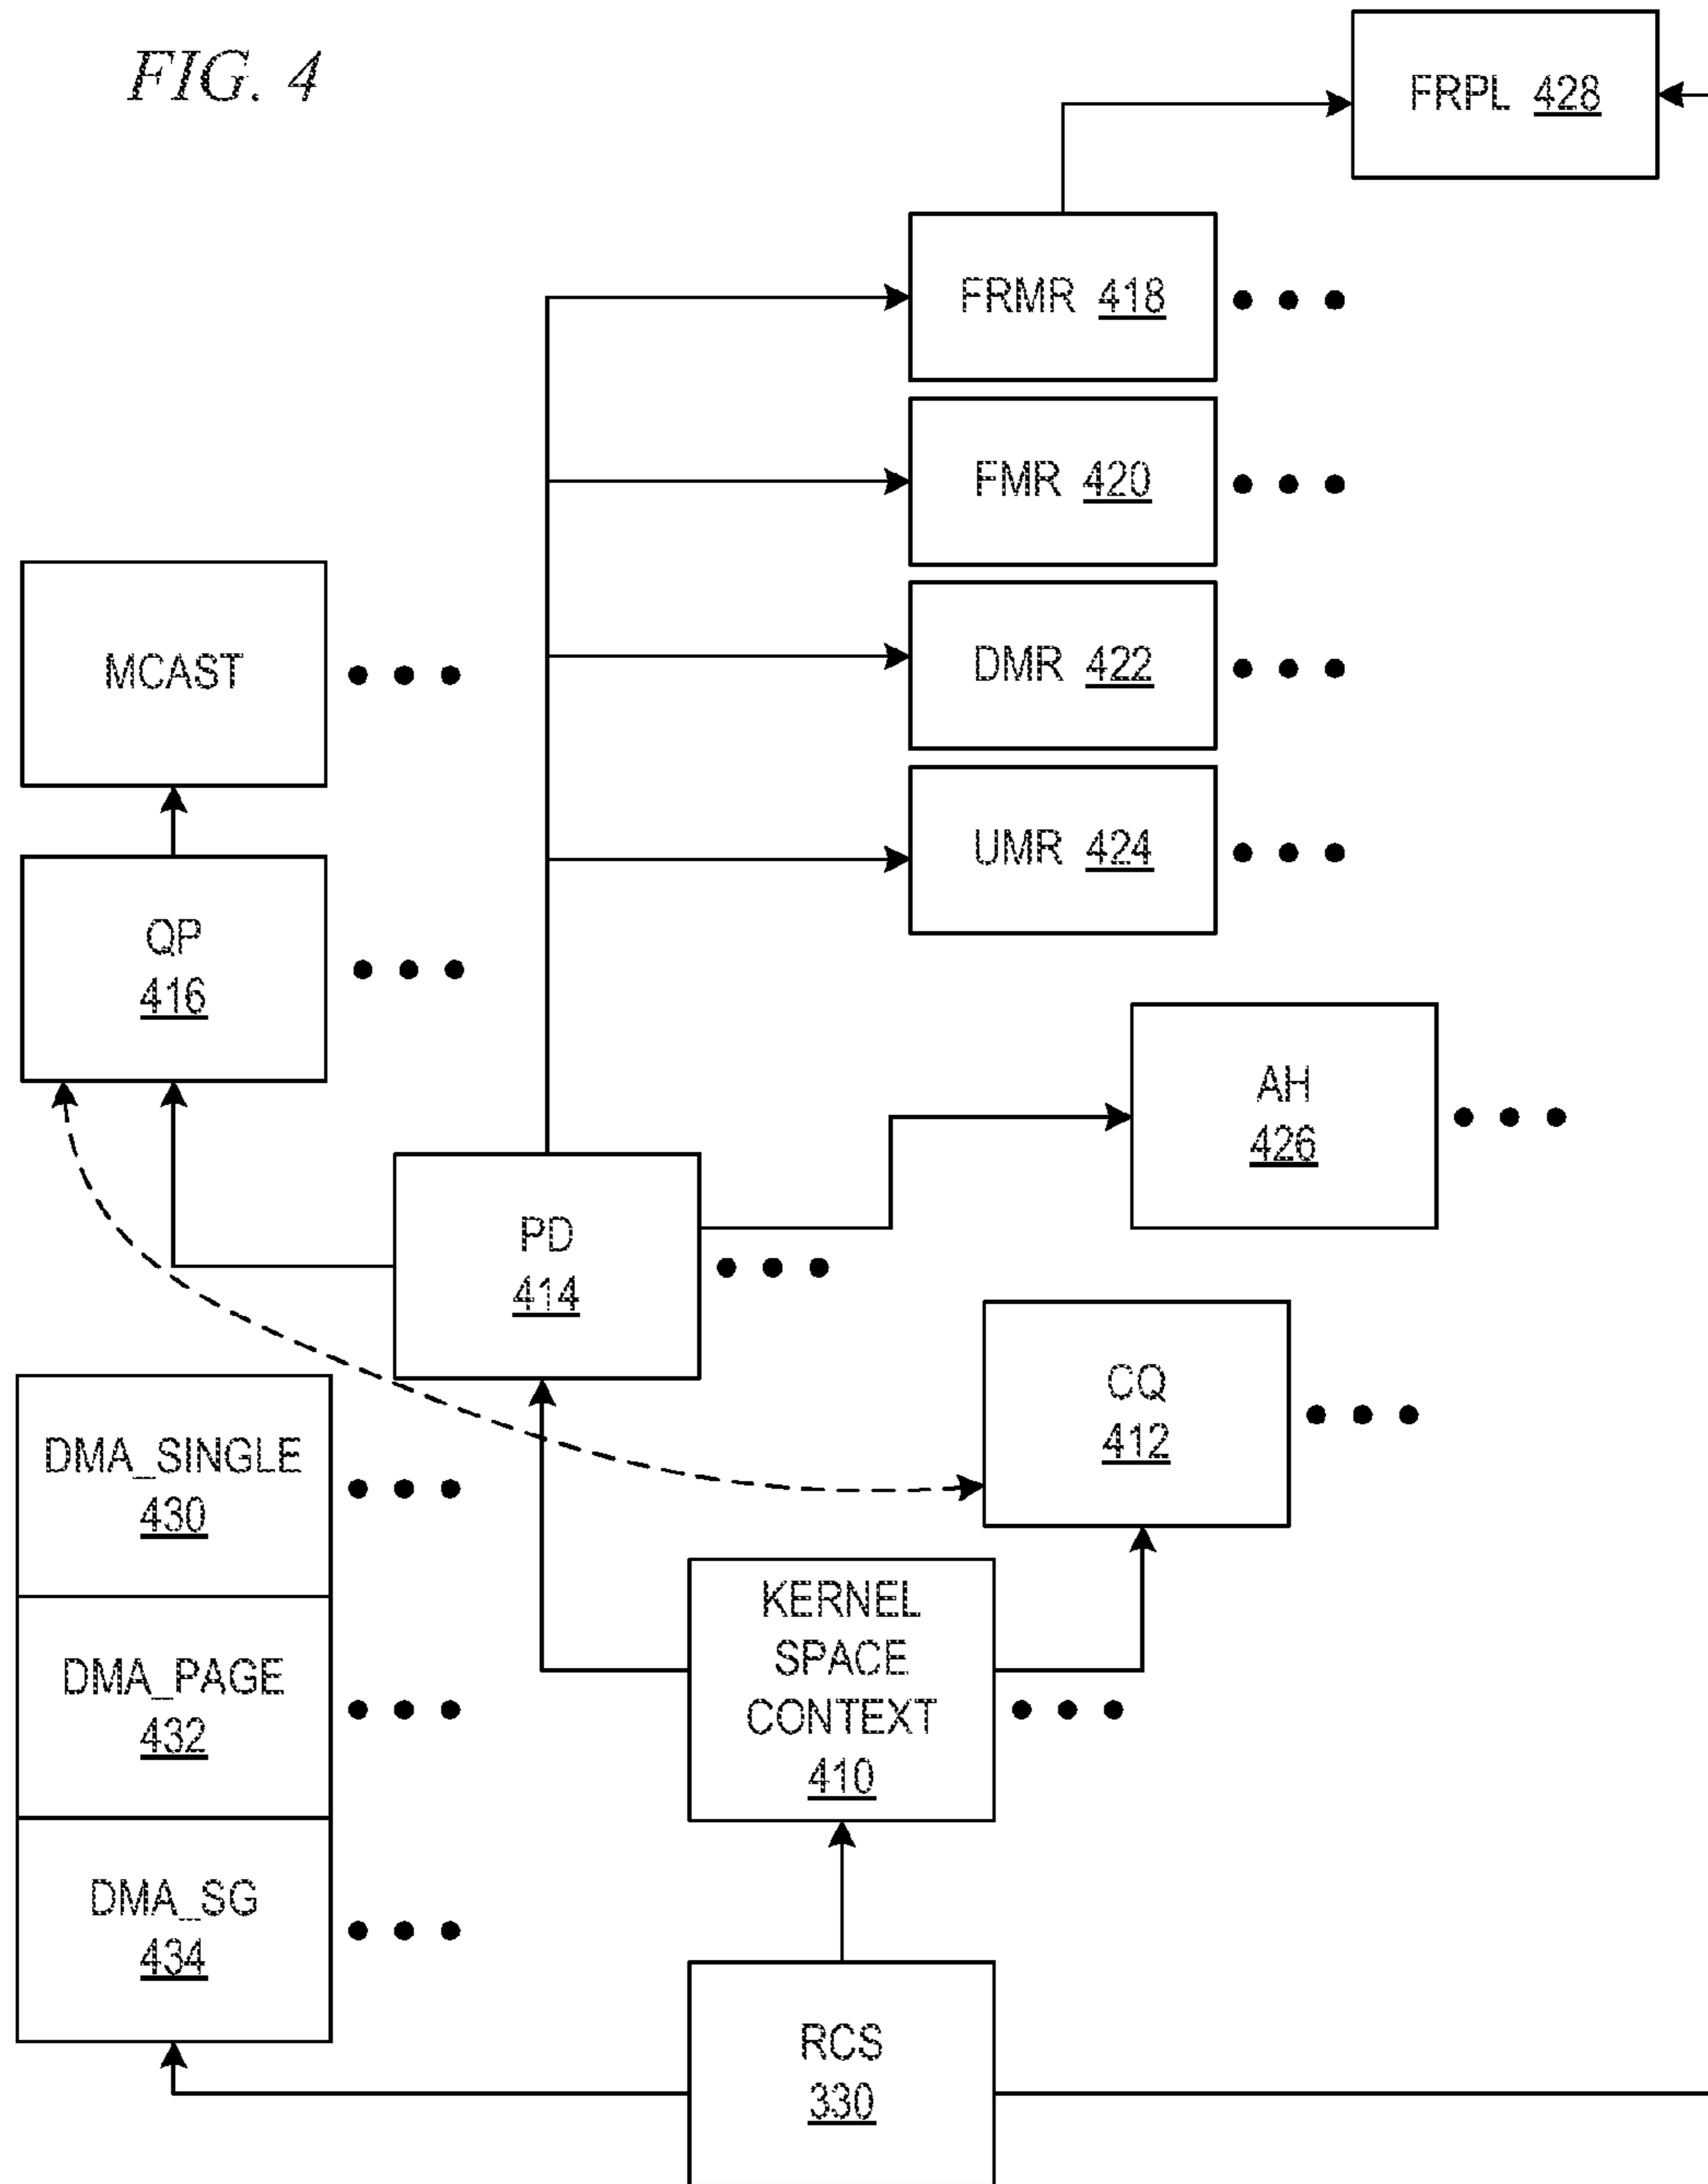 FIG. 4
FRPL 428
FRMR 418
FMR 420
DMR 422
UMR 424
MCAST
QP
416
AH
426
PD
414
CQ
412
DMA_SINGLE
430
DMA_PAGE
432
DMA_SG
434
KERNEL
SPACE
CONTEXT
410
RCS
330